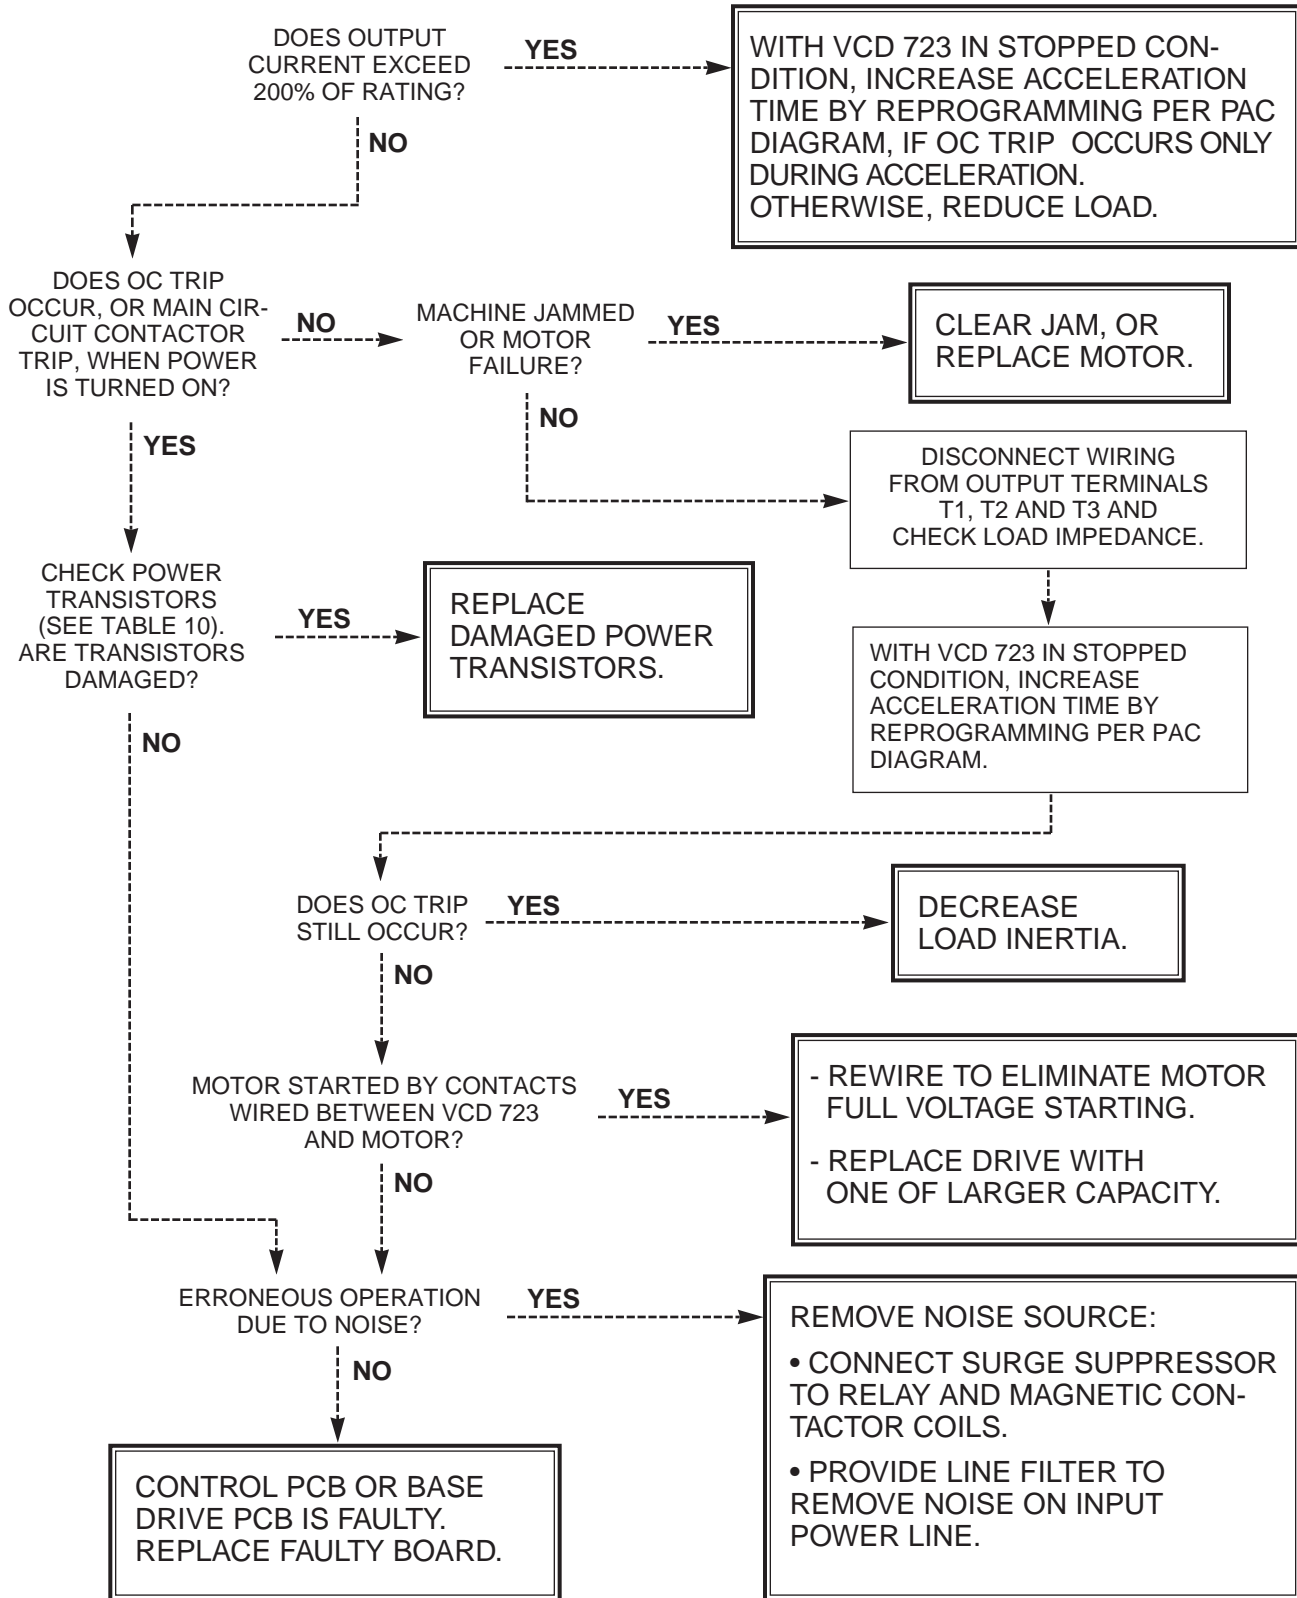 DOES OUTPUT
CURRENT EXCEED
200% OF RATING?
YES
WITH VCD 723 IN STOPPED CON-
DITION, INCREASE ACCELERATION
TIME BY REPROGRAMMING PER PAC
DIAGRAM, IF OC TRIP OCCURS ONLY
DURING ACCELERATION.
OTHERWISE, REDUCE LOAD.
NO
DOES OC TRIP
OCCUR, OR MAIN CIR-
CUIT CONTACTOR
TRIP, WHEN POWER
IS TURNED ON?
NO
MACHINE JAMMED
OR MOTOR
FAILURE?
YES
CLEAR JAM, OR
REPLACE MOTOR.
YES
NO
DISCONNECT WIRING
FROM OUTPUT TERMINALS
T1, T2 AND T3 AND
CHECK LOAD IMPEDANCE.
CHECK POWER
TRANSISTORS
(SEE TABLE 10).
ARE TRANSISTORS
DAMAGED?
YES
REPLACE
DAMAGED POWER
TRANSISTORS.
WITH VCD 723 IN STOPPED
CONDITION, INCREASE
ACCELERATION TIME BY
REPROGRAMMING PER PAC
DIAGRAM.
NO
DOES OC TRIP
STILL OCCUR?
YES
DECREASE
LOAD INERTIA.
NO
MOTOR STARTED BY CONTACTS
WIRED BETWEEN VCD 723
AND MOTOR?
YES
- REWIRE TO ELIMINATE MOTOR
FULL VOLTAGE STARTING.
- REPLACE DRIVE WITH
ONE OF LARGER CAPACITY.
NO
ERRONEOUS OPERATION
DUE TO NOISE?
YES
REMOVE NOISE SOURCE:
• CONNECT SURGE SUPPRESSOR
TO RELAY AND MAGNETIC CON-
TACTOR COILS.
• PROVIDE LINE FILTER TO
REMOVE NOISE ON INPUT
POWER LINE.
NO
CONTROL PCB OR BASE
DRIVE PCB IS FAULTY.
REPLACE FAULTY BOARD.